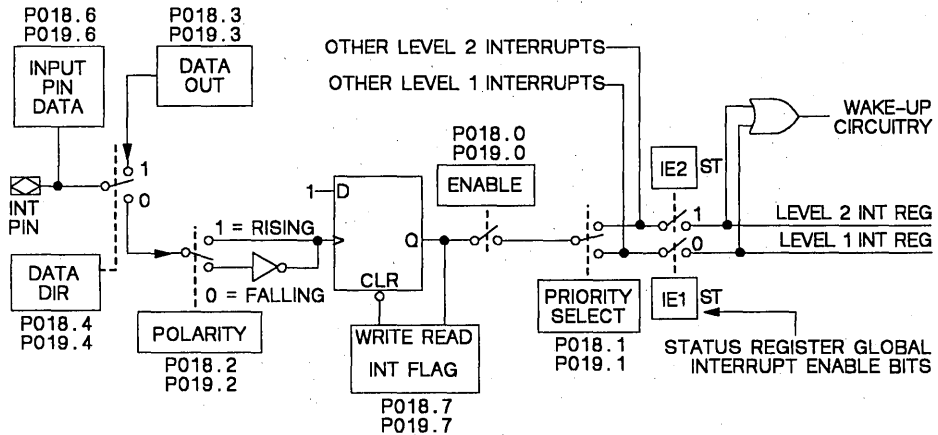 P018.6
P019.6
INPUT
PIN
DATA
P018.3
P019.3
DATA
OUT
OTHER LEVEL 2 INTERRUPTS
OTHER LEVEL 1 INTERRUPTS
WAKE-UP
CIRCUITRY
P018.0
P019.0
ENABLE
IE2 ST
1
0
INT
PIN
1 D
Q
CLR
1 = RISING
0 = FALLING
1
0
LEVEL 2 INT REG
LEVEL 1 INT REG
DATA
DIR
P018.4
P019.4
POLARITY
P018.2
P019.2
WRITE READ
INT FLAG
P018.7
P019.7
PRIORITY
SELECT
P018.1
P019.1
IE1 ST
STATUS REGISTER GLOBAL
INTERRUPT ENABLE BITS